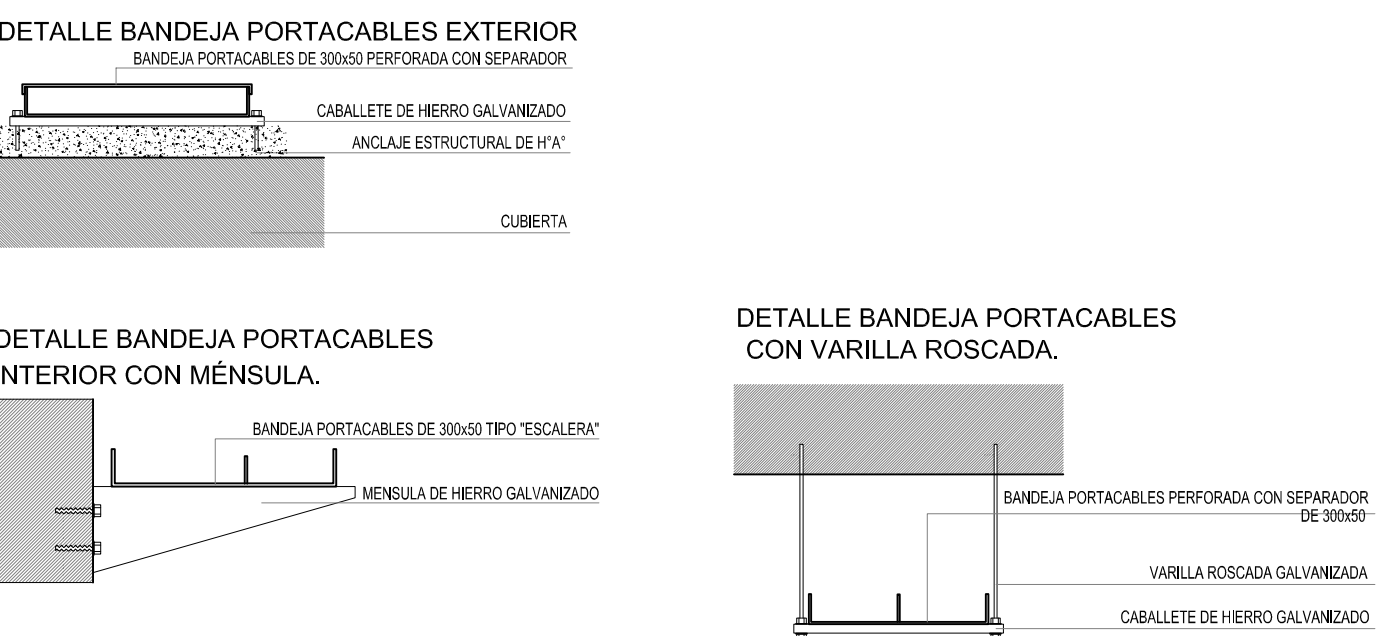 DETALLE BANDEJA PORTACABLES EXTERIOR
BANDEJA PORTACABLES DE 300x50 PERFORADA CON SEPARADOR
CABALLETE DE HIERRO GALVANIZADO
ANCLAJE ESTRUCTURAL DE H°A°
CUBIERTA
DETALLE BANDEJA PORTACABLES
INTERIOR CON MÉNSULA.
BANDEJA PORTACABLES DE 300x50 TIPO "ESCALERA"
MENSULA DE HIERRO GALVANIZADO
DETALLE BANDEJA PORTACABLES
CON VARILLA ROSCADA.
BANDEJA PORTACABLES PERFORADA CON SEPARADOR
DE 300x50
VARILLA ROSCADA GALVANIZADA
CABALLETE DE HIERRO GALVANIZADO